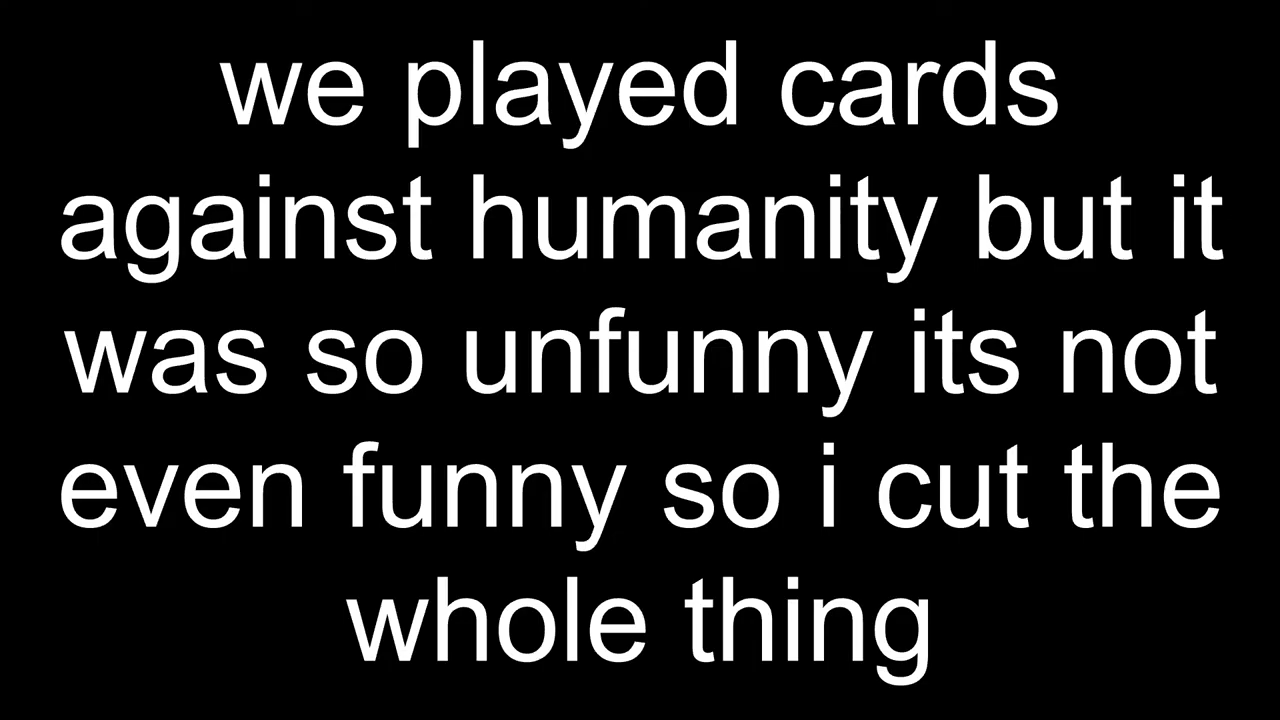 we played cards
against humanity but it
was so unfunny its not
even funny so i cut the
whole thing